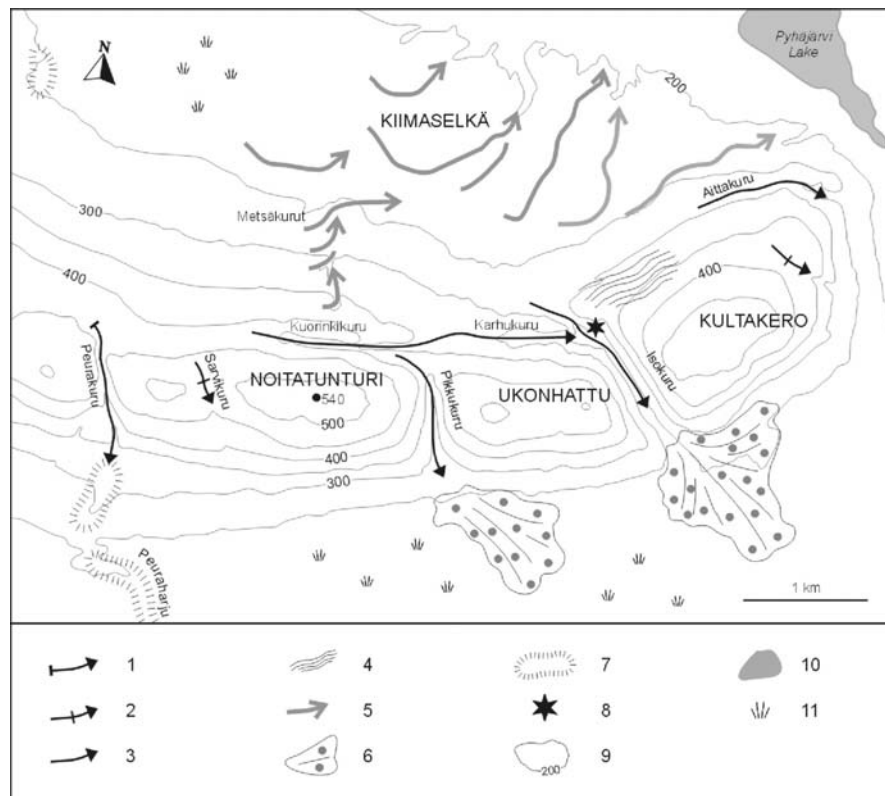 N
Pyhäjärvi
Lake
200
KIIMASELKÄ
Aittakuru
300
Metsäkurut
400
400
KULTAKERO
Kuorinkikuru
Karhukuru
Isokuru
Peurakuru
Sarvikuru
NOITATUNTURI
Pikkukuru
540
UKONHATTU
500
400
300
Peuraharju
1 km
1
4
7
10
2
5
8
11
3
6
200
9